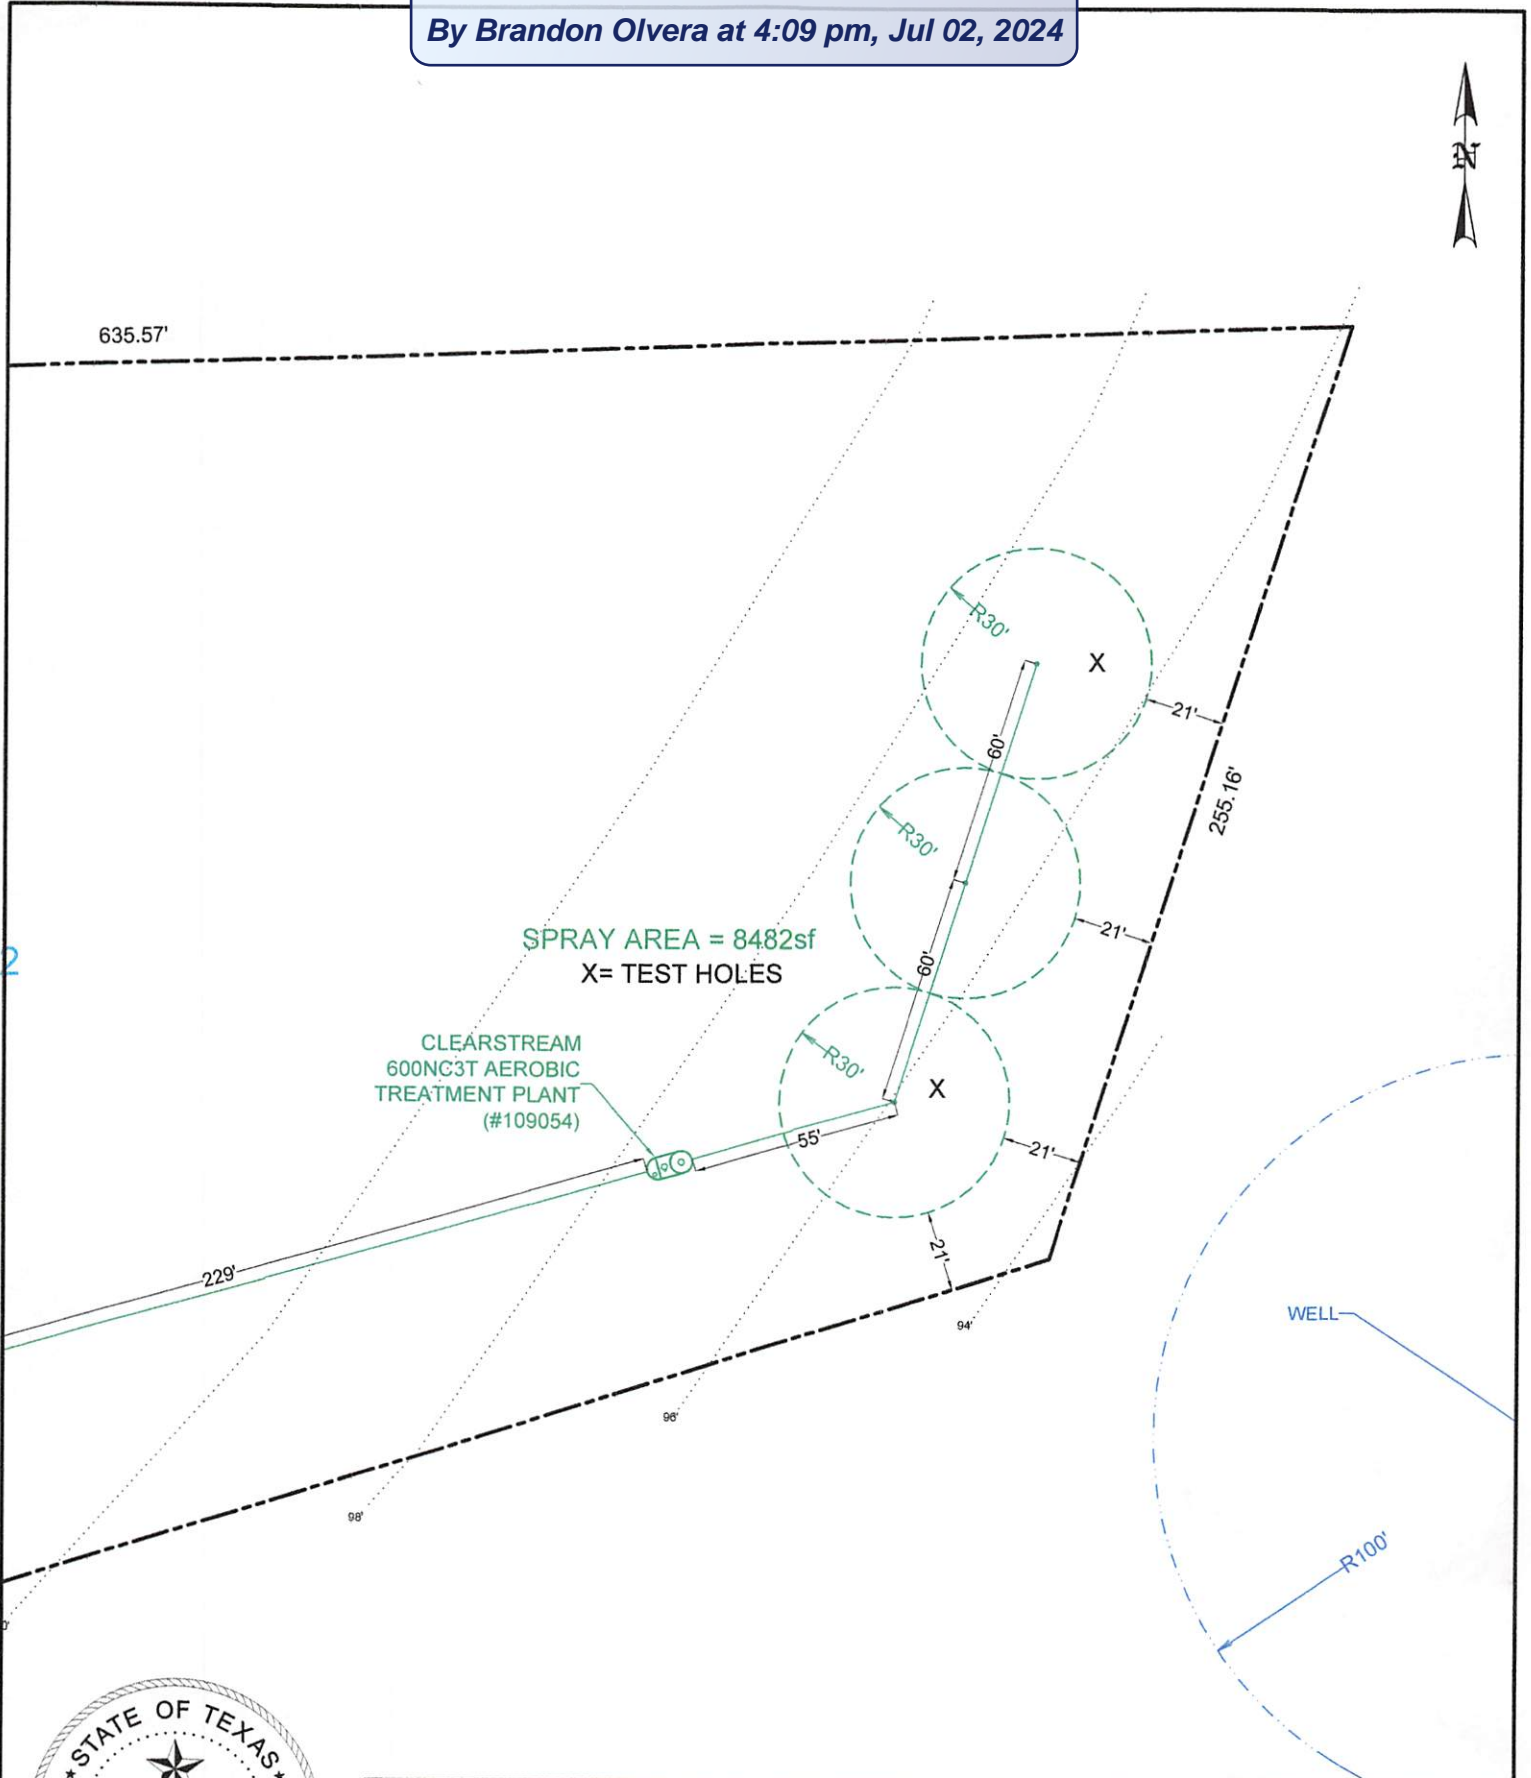 By Brandon Olvera at 4:09 pm, Jul 02, 2024
N
635.57'
R30'
X
21'
60'
255.16'
R30'
21'
60'
SPRAY AREA = 8482sf
X= TEST HOLES
2
CLEARSTREAM
600NC3T AEROBIC
TREATMENT PLANT
(#109054)
R30'
X
21'
55'
21'
229'
WELL
94'
96'
98'
R100'
0'
STATE OF TEXAS